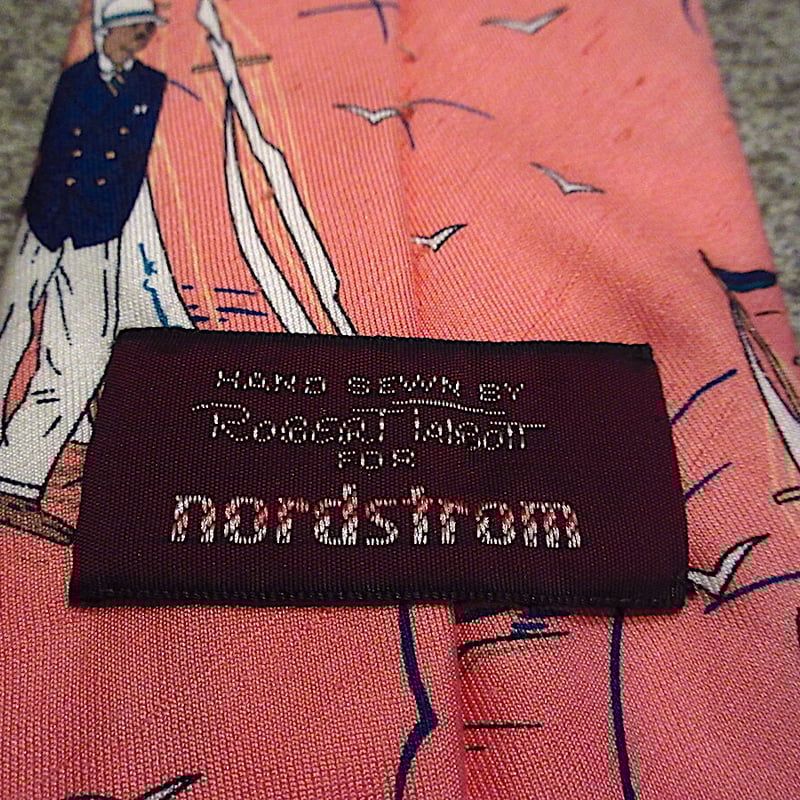 HAND SEWN BY
ROBERT TALBOTT
FOR
nordstrom